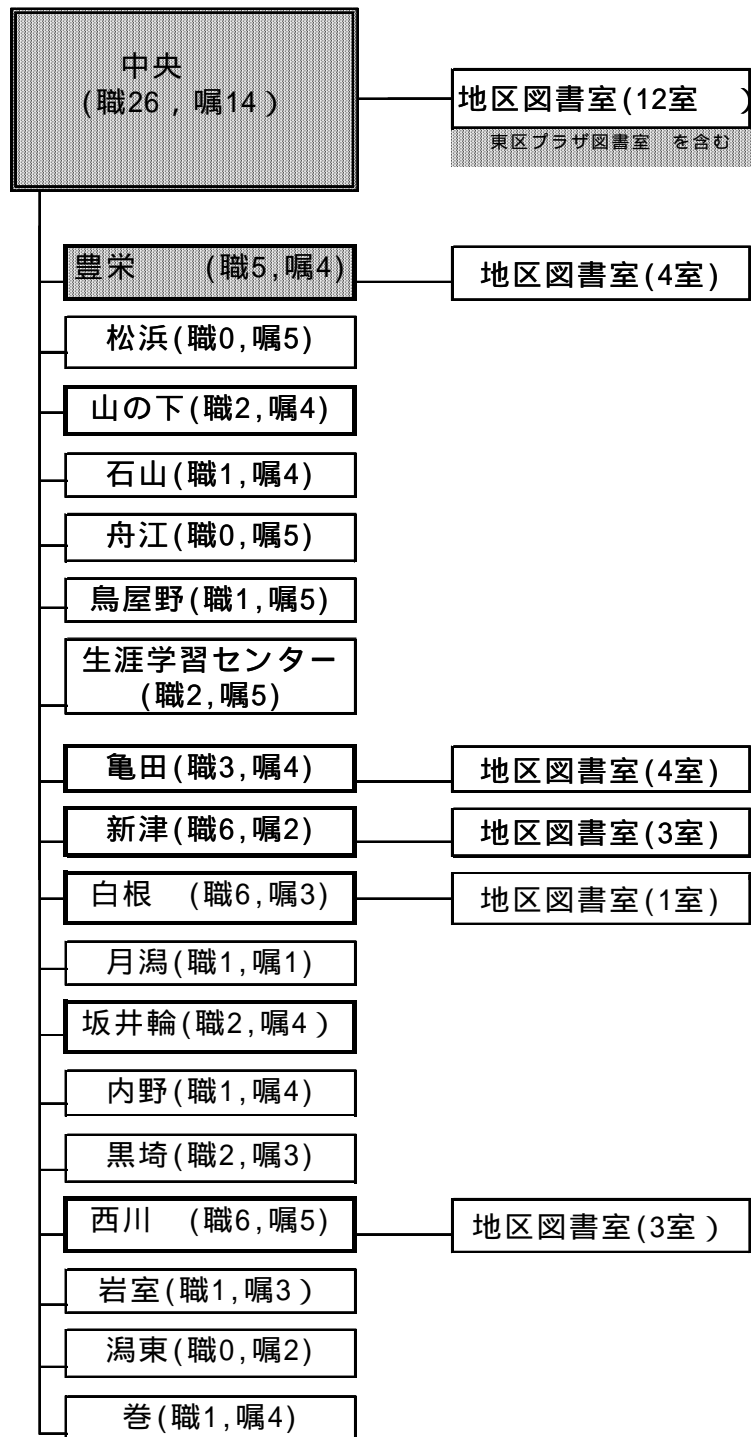 中央
(職26，嘱14)
地区図書室(12室　)
東区プラザ図書室　を含む
豊栄　　(職5,嘱4)
地区図書室(4室)
松浜(職0,嘱5)
山の下(職2,嘱4)
石山(職1,嘱4)
舟江(職0,嘱5)
鳥屋野(職1,嘱5)
生涯学習センター
(職2,嘱5)
亀田(職3,嘱4)
地区図書室(4室)
新津(職6,嘱2)
地区図書室(3室)
白根　(職6,嘱3)
地区図書室(1室)
月潟(職1,嘱1)
坂井輪(職2,嘱4）
内野(職1,嘱4)
黒埼(職2,嘱3)
西川　(職6,嘱5)
地区図書室(3室）
岩室(職1,嘱3）
潟東(職0,嘱2)
巻(職1,嘱4)